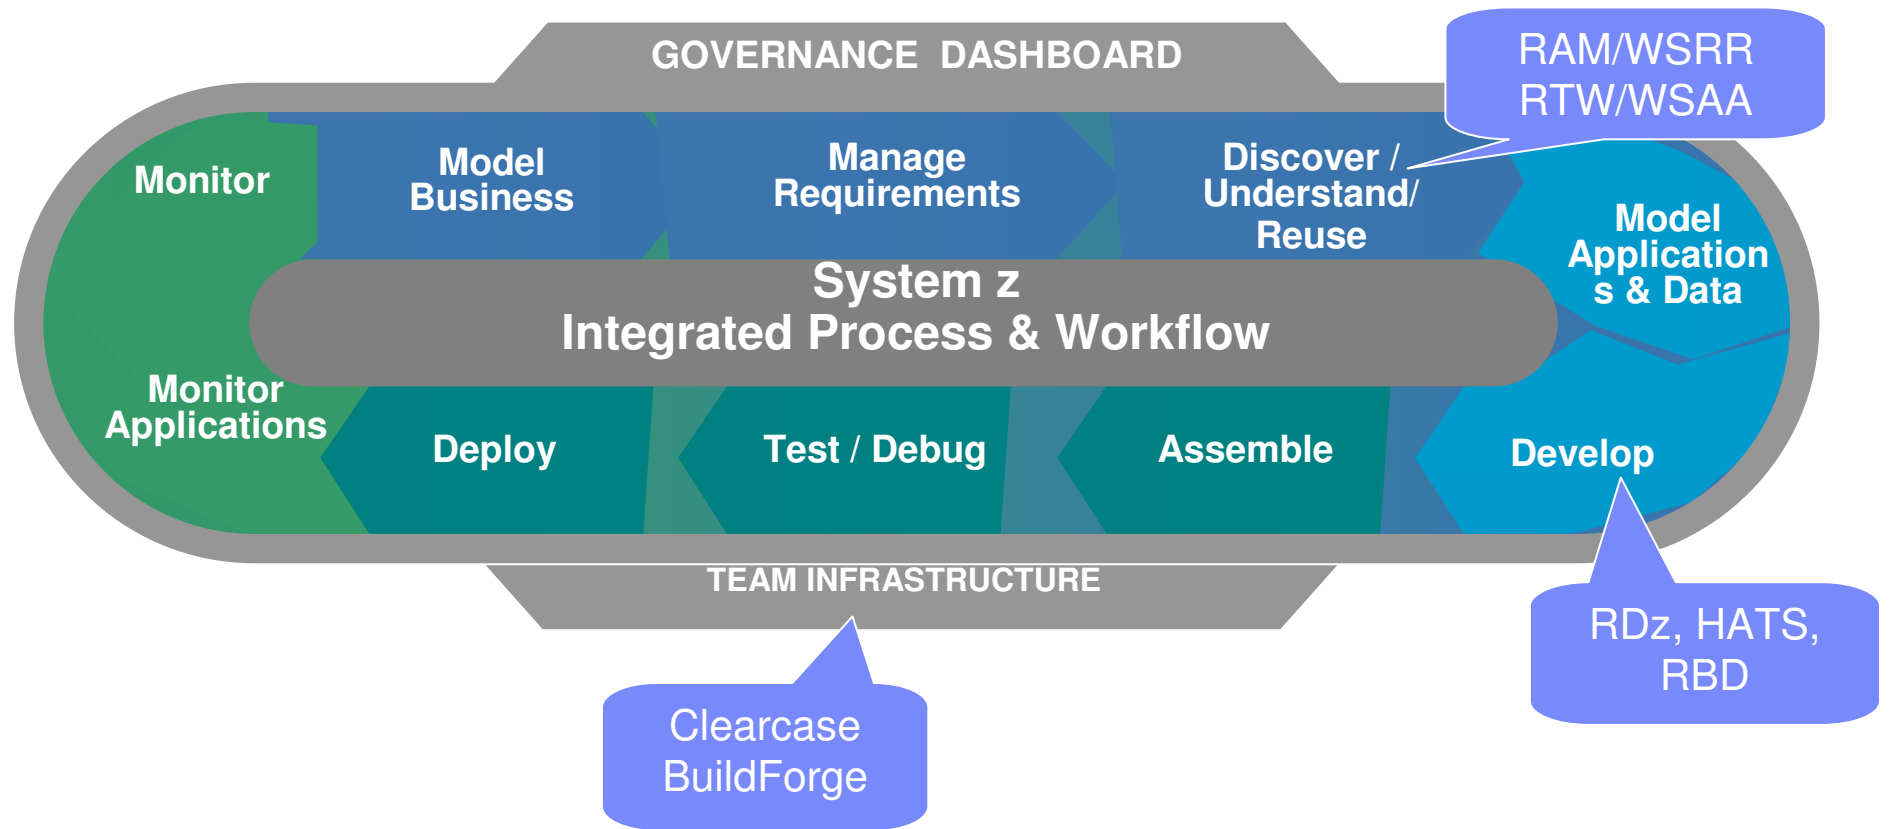 GOVERNANCE DASHBOARD
RAM/WSRR
RTW/WSAA
Monitor
Model
Business
Manage
Requirements
Discover /
Understand/
Reuse
Model
Application
s & Data
System z
Integrated Process & Workflow
Monitor
Applications
Deploy
Test / Debug
Assemble
Develop
TEAM INFRASTRUCTURE
RDz, HATS,
RBD
Clearcase
BuildForge